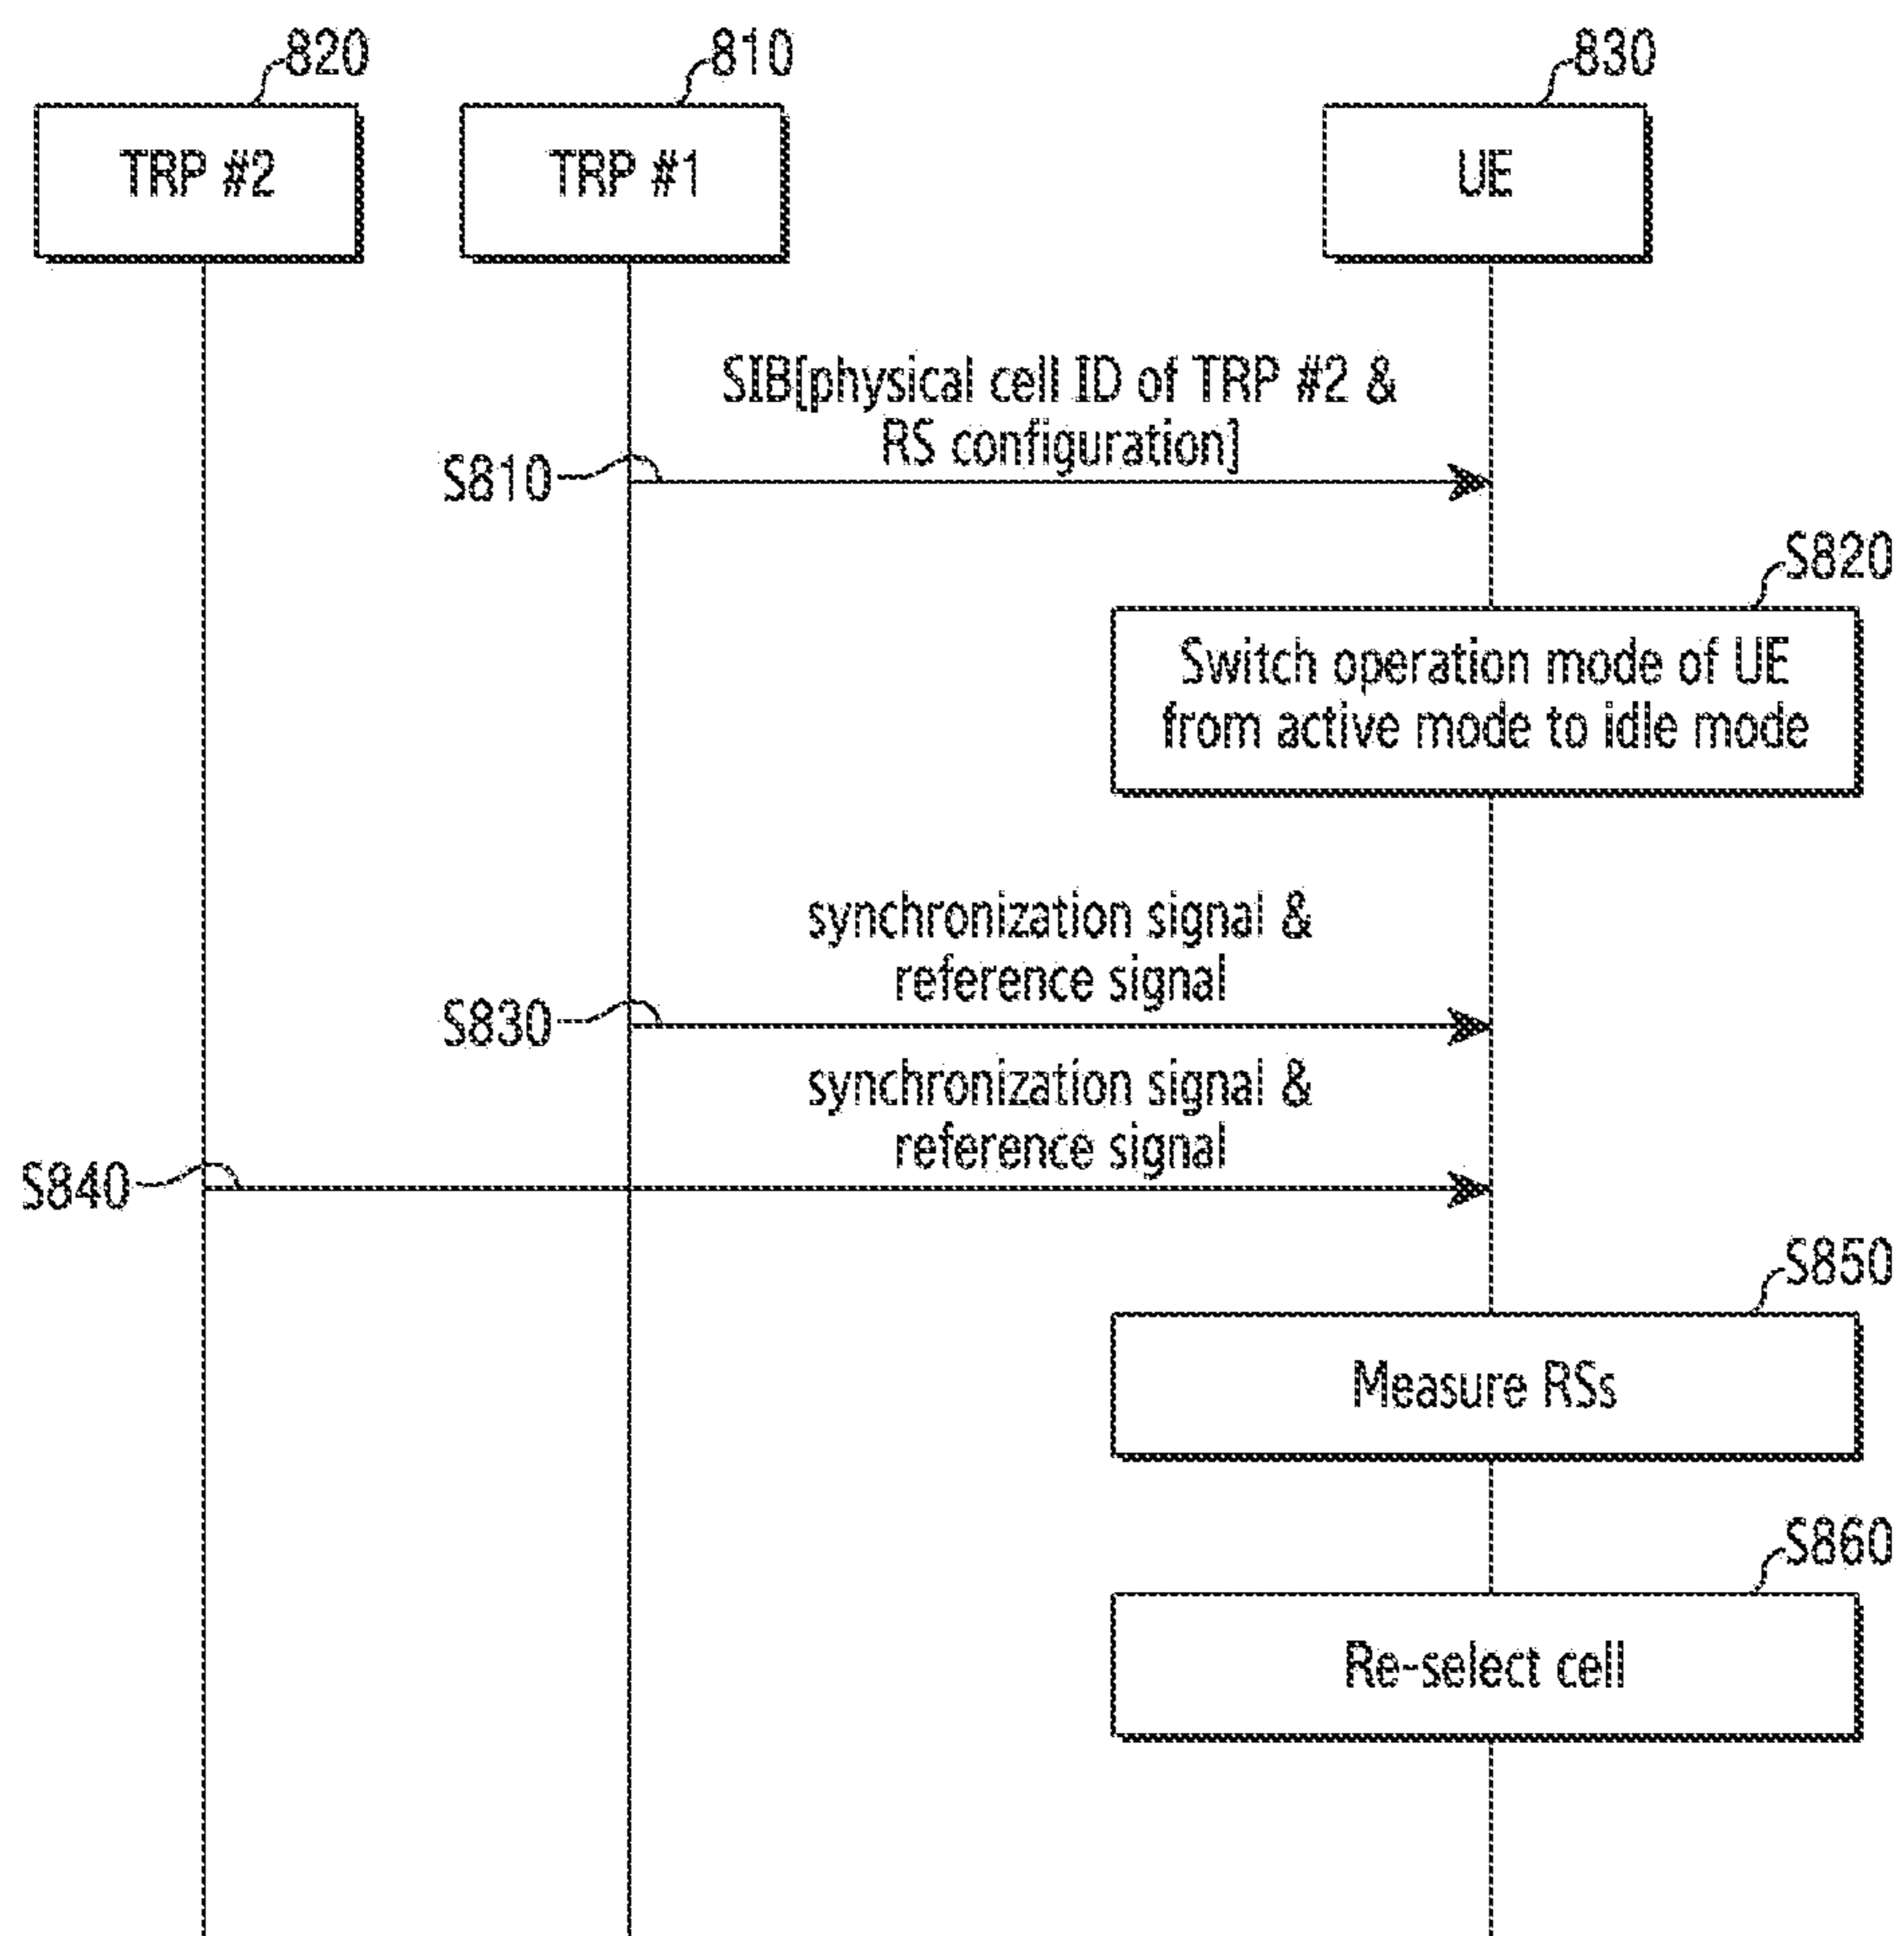 820
810
830
TRP #2
TRP #1
UE
SIB[physical cell ID of TRP #2 &
RS configuration]
S810
S820
Switch operation mode of UE
from active mode to idle mode
synchronization signal &
reference signal
S830
synchronization signal &
reference signal
S840
S850
Measure RSs
S860
Re-select cell